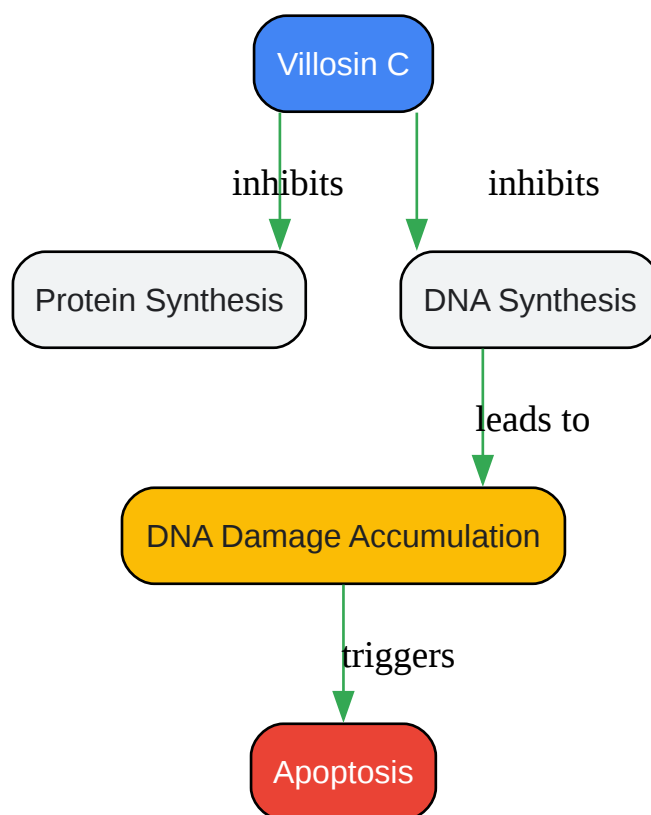 Villosin C
inhibits
inhibits
Protein Synthesis
DNA Synthesis
leads to
DNA Damage Accumulation
triggers
Apoptosis